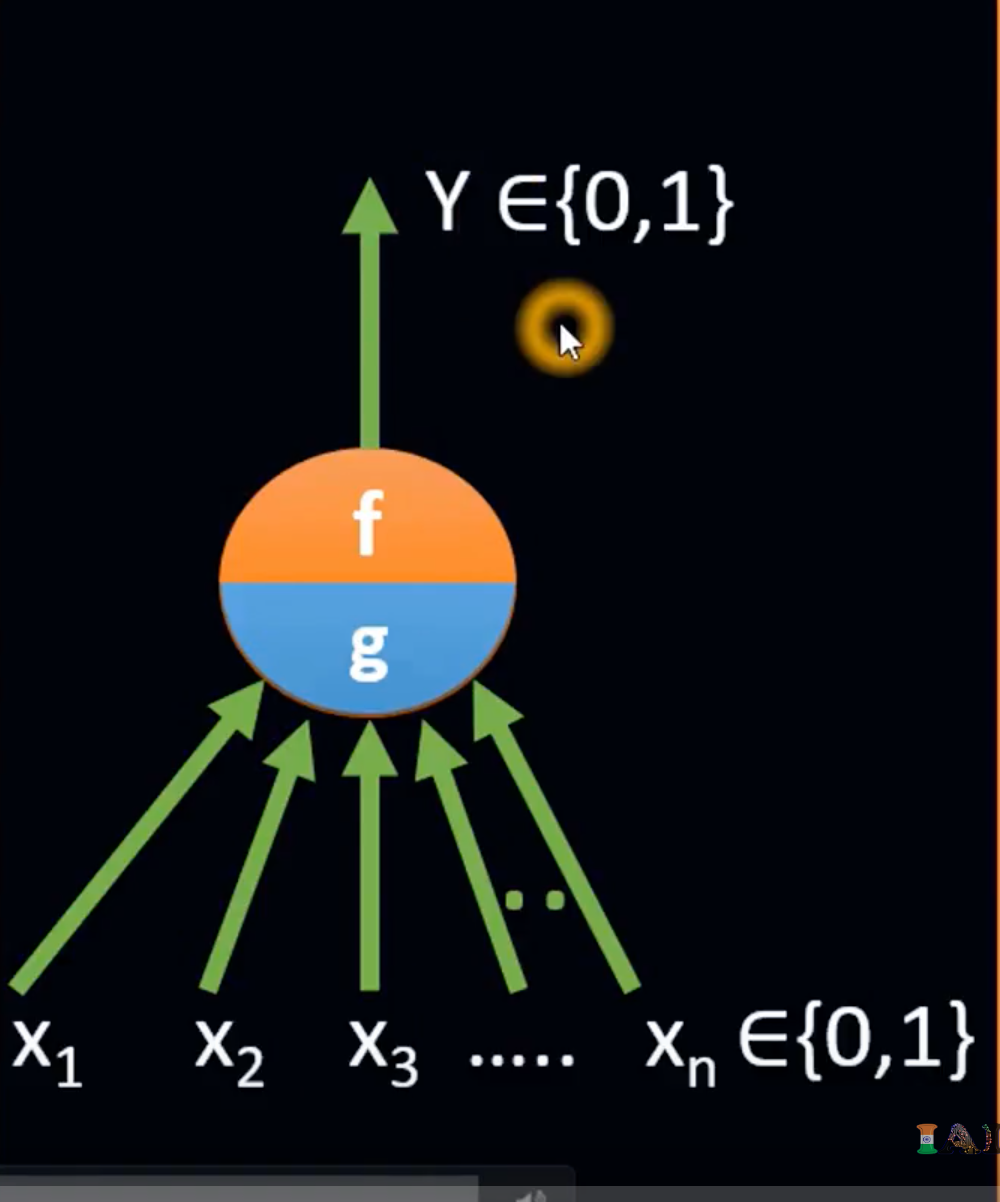 Y ∈{0,1}
f
g
x₁ x₂ x₃ ..... xₙ ∈{0,1}